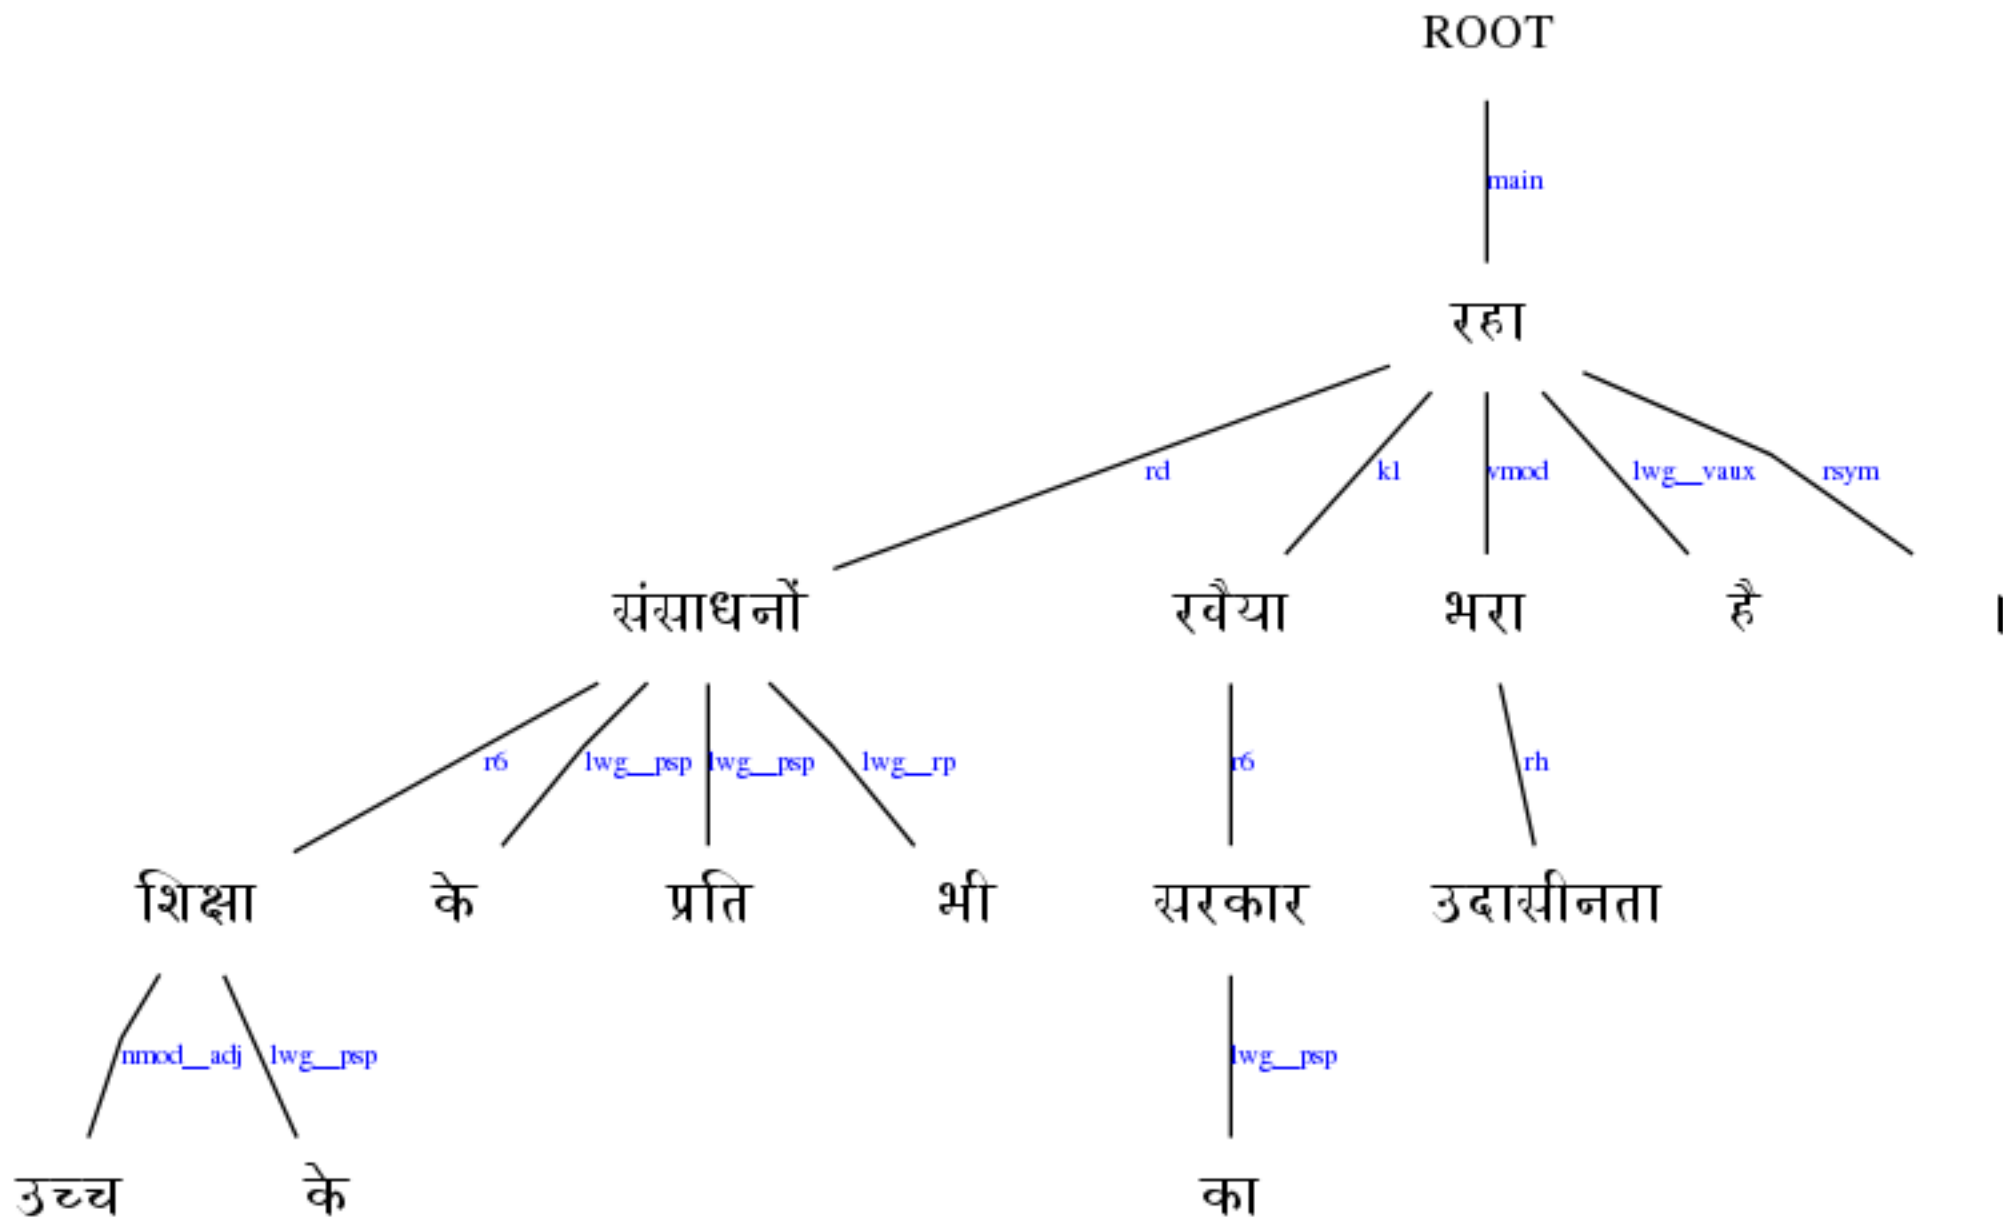 ROOT
main
रहा
rd k1 vmod lwg__vaux rsym
संसाधनों रवैया भरा है ।
r6 lwg__psp lwg__psp lwg__rp r6 rh
शिक्षा के प्रति भी सरकार उदासीनता
nmod__adj lwg__psp lwg__psp
उच्च के का